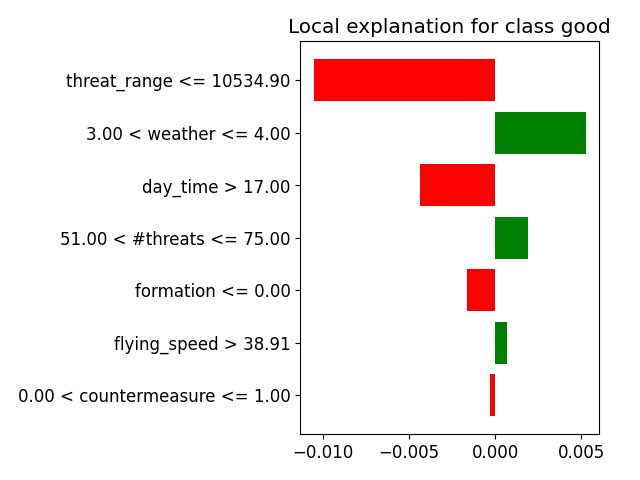 Local explanation for class good
threat_range <= 10534.90
3.00 < weather <= 4.00
day_time > 17.00
51.00 < #threats <= 75.00
formation <= 0.00
flying_speed > 38.91
0.00 < countermeasure <= 1.00
−0.010 −0.005 0.000 0.005